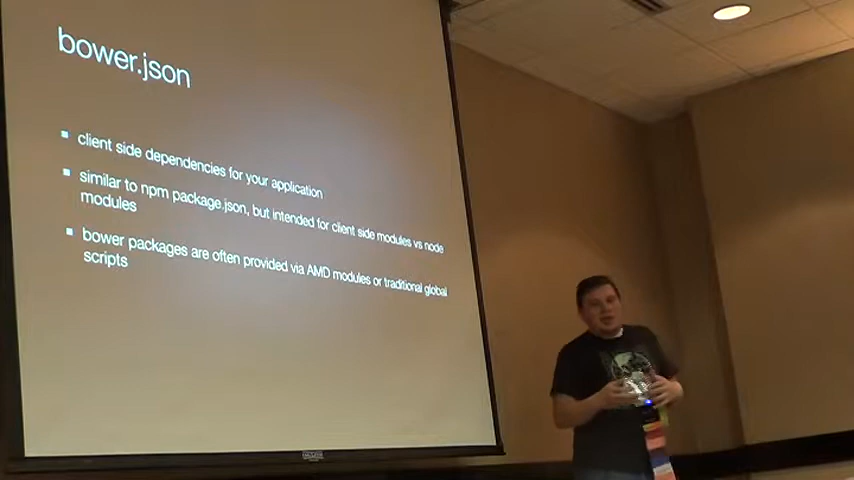 bower.json
client side dependencies for your application
similar to npm package.json, but intended for client side modules vs node
modules
bower packages are often provided via AMD modules or traditional global
scripts